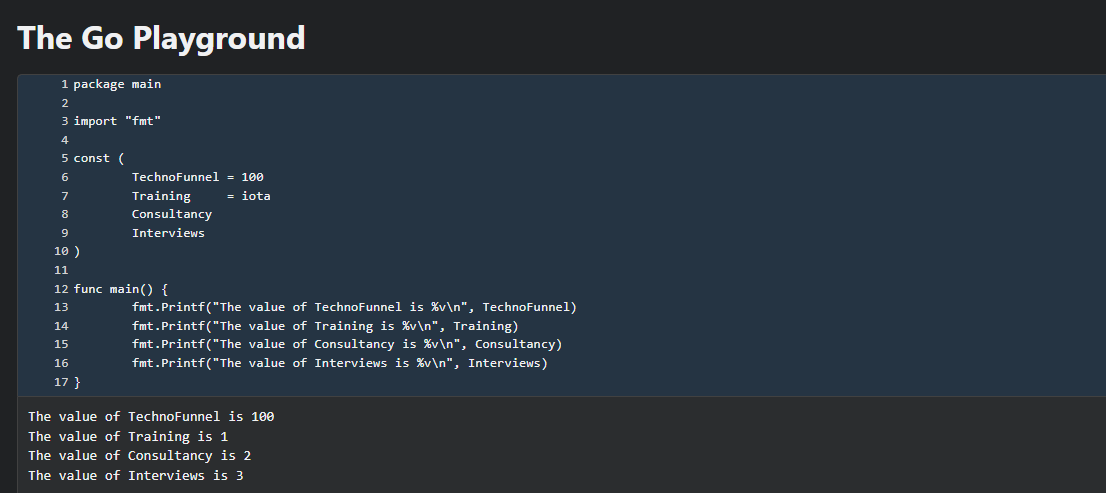 The Go Playground
1 package main
2
3 import "fmt"
4
5 const (
6 TechnoFunnel = 100
7 Training     = iota
8 Consultancy
9 Interviews
10 )
11
12 func main() {
13 fmt.Printf("The value of TechnoFunnel is %v\n", TechnoFunnel)
14 fmt.Printf("The value of Training is %v\n", Training)
15 fmt.Printf("The value of Consultancy is %v\n", Consultancy)
16 fmt.Printf("The value of Interviews is %v\n", Interviews)
17 }
The value of TechnoFunnel is 100
The value of Training is 1
The value of Consultancy is 2
The value of Interviews is 3